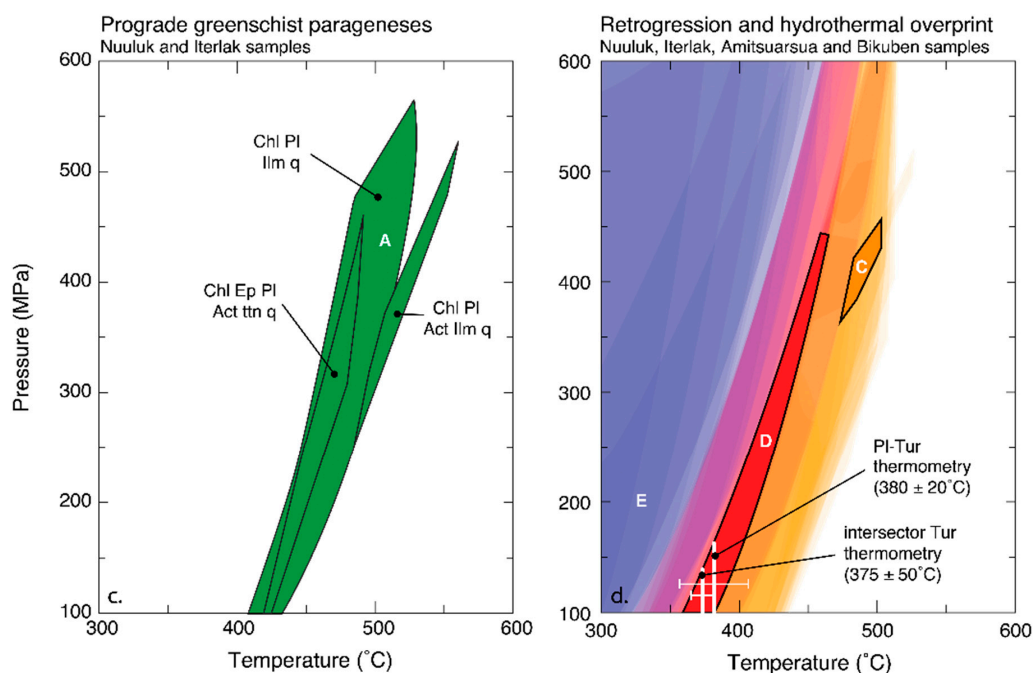 Prograde greenschist parageneses
Nuuluk and Iterlak samples
600
500
400
300
200
100
Pressure (MPa)
Chl Pl
Ilm q
A
Chl Ep Pl
Act ttn q
Chl Pl
Act Ilm q
c.
300
400
500
600
Temperature (˚C)
Retrogression and hydrothermal overprint
Nuuluk, Iterlak, Amitsuarsua and Bikuben samples
600
500
400
300
200
100
C
D
E
Pl-Tur
thermometry
(380 ± 20˚C)
intersector Tur
thermometry
(375 ± 50˚C)
d.
300
400
500
600
Temperature (˚C)